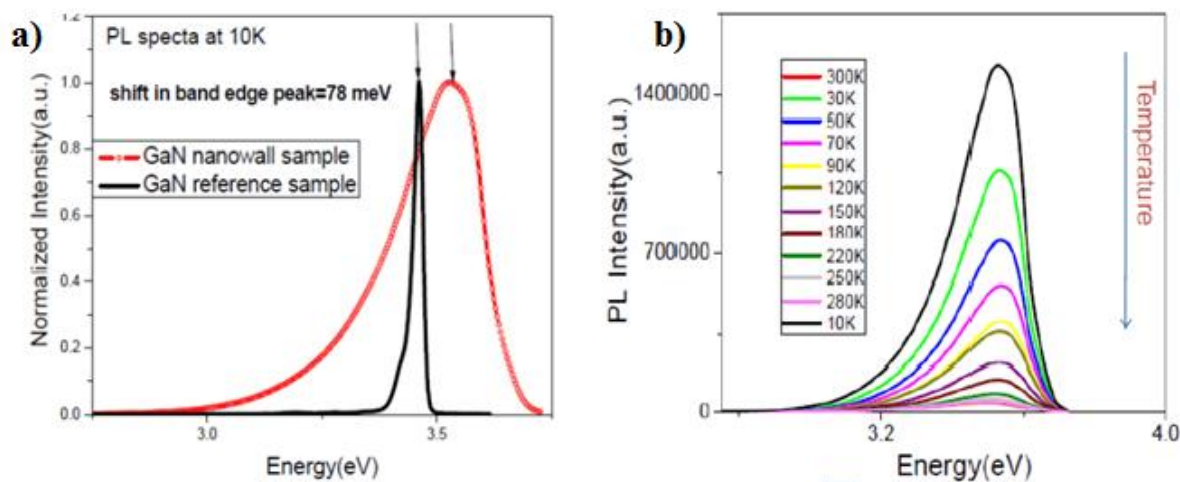 a)
PL specta at 10K
shift in band edge peak=78 meV
GaN nanowall sample
GaN reference sample
Normalized Intensity(a.u.)
1.2
1.0
0.8
0.6
0.4
0.2
0.0
3.0
3.5
Energy(eV)
b)
300K
30K
50K
70K
90K
120K
150K
180K
220K
250K
280K
10K
Temperature
PL Intensity(a.u.)
1400000
700000
0
3.2
4.0
Energy(eV)